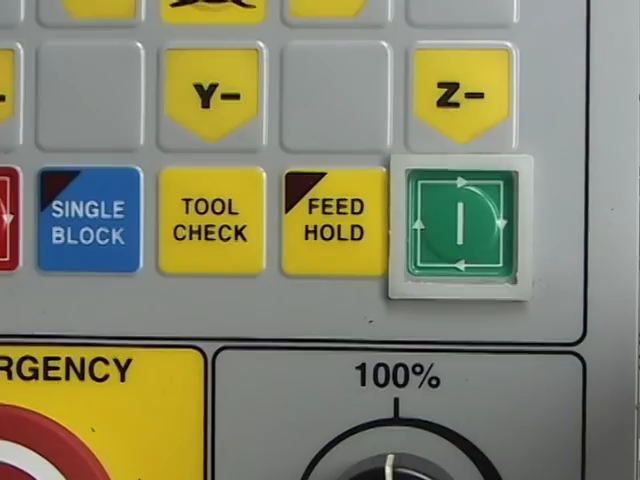 Y-
Z-
SINGLE
BLOCK
TOOL
CHECK
FEED
HOLD
RGENCY
100%